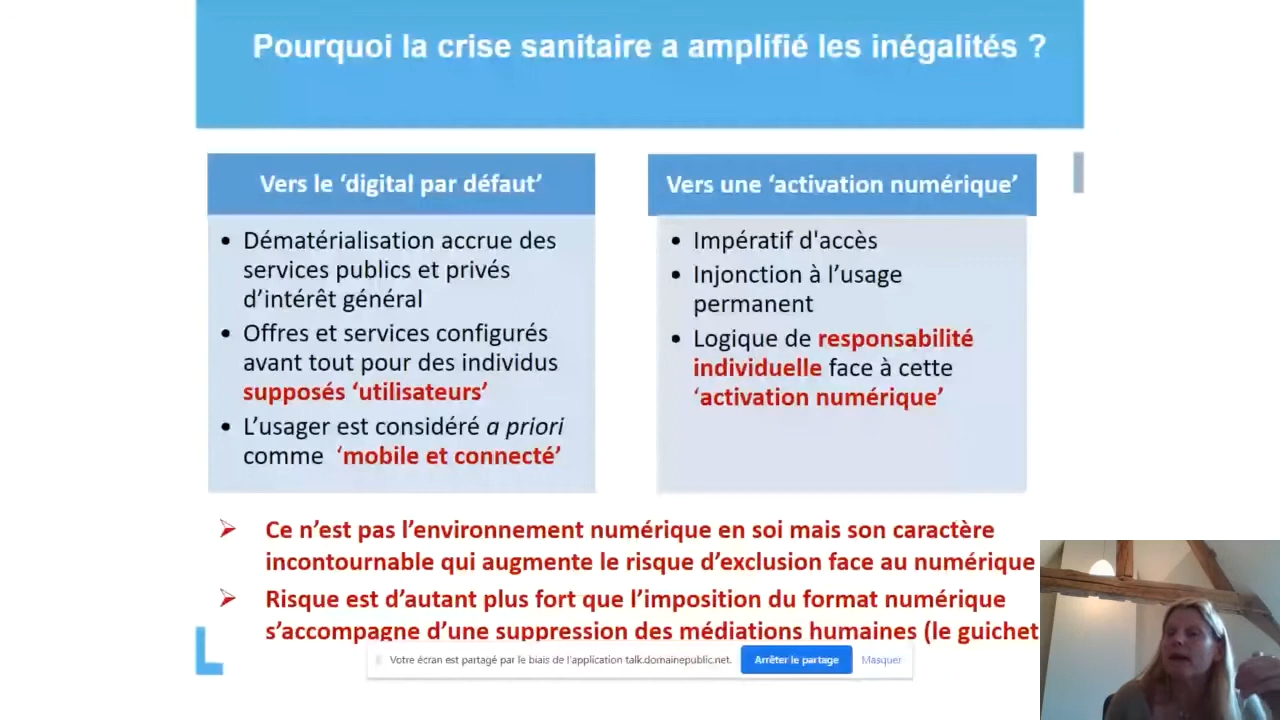 Pourquoi la crise sanitaire a amplifié les inégalités ?
Vers le ‘digital par défaut’
• Dématérialisation accrue des
services publics et privés
d’intérêt général
• Offres et services configurés
avant tout pour des individus
supposés ‘utilisateurs’
• L’usager est considéré a priori
comme ‘mobile et connecté’
Vers une ‘activation numérique’
• Impératif d'accès
• Injonction à l’usage
permanent
• Logique de responsabilité
individuelle face à cette
‘activation numérique’
➢ Ce n’est pas l’environnement numérique en soi mais son caractère
incontournable qui augmente le risque d’exclusion face au numérique
➢ Risque est d’autant plus fort que l’imposition du format numérique
s’accompagne d’une suppression des médiations humaines (le guichet
Votre écran est partagé par le biais de l'application talk.domainepublic.net.
Arrêter le partage
Masquer